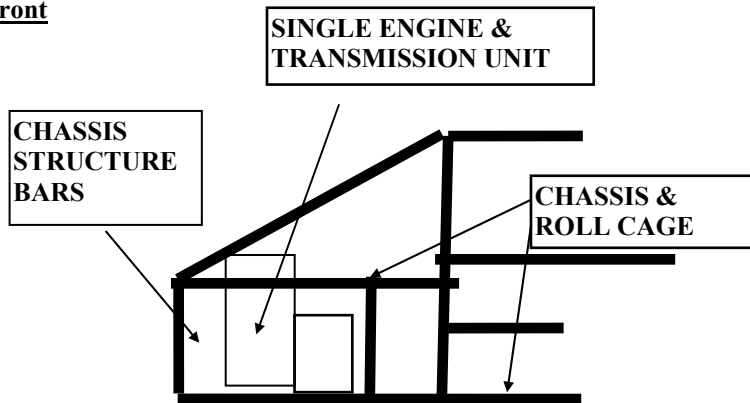 ront
SINGLE ENGINE &
TRANSMISSION UNIT
CHASSIS
STRUCTURE
BARS
CHASSIS &
ROLL CAGE